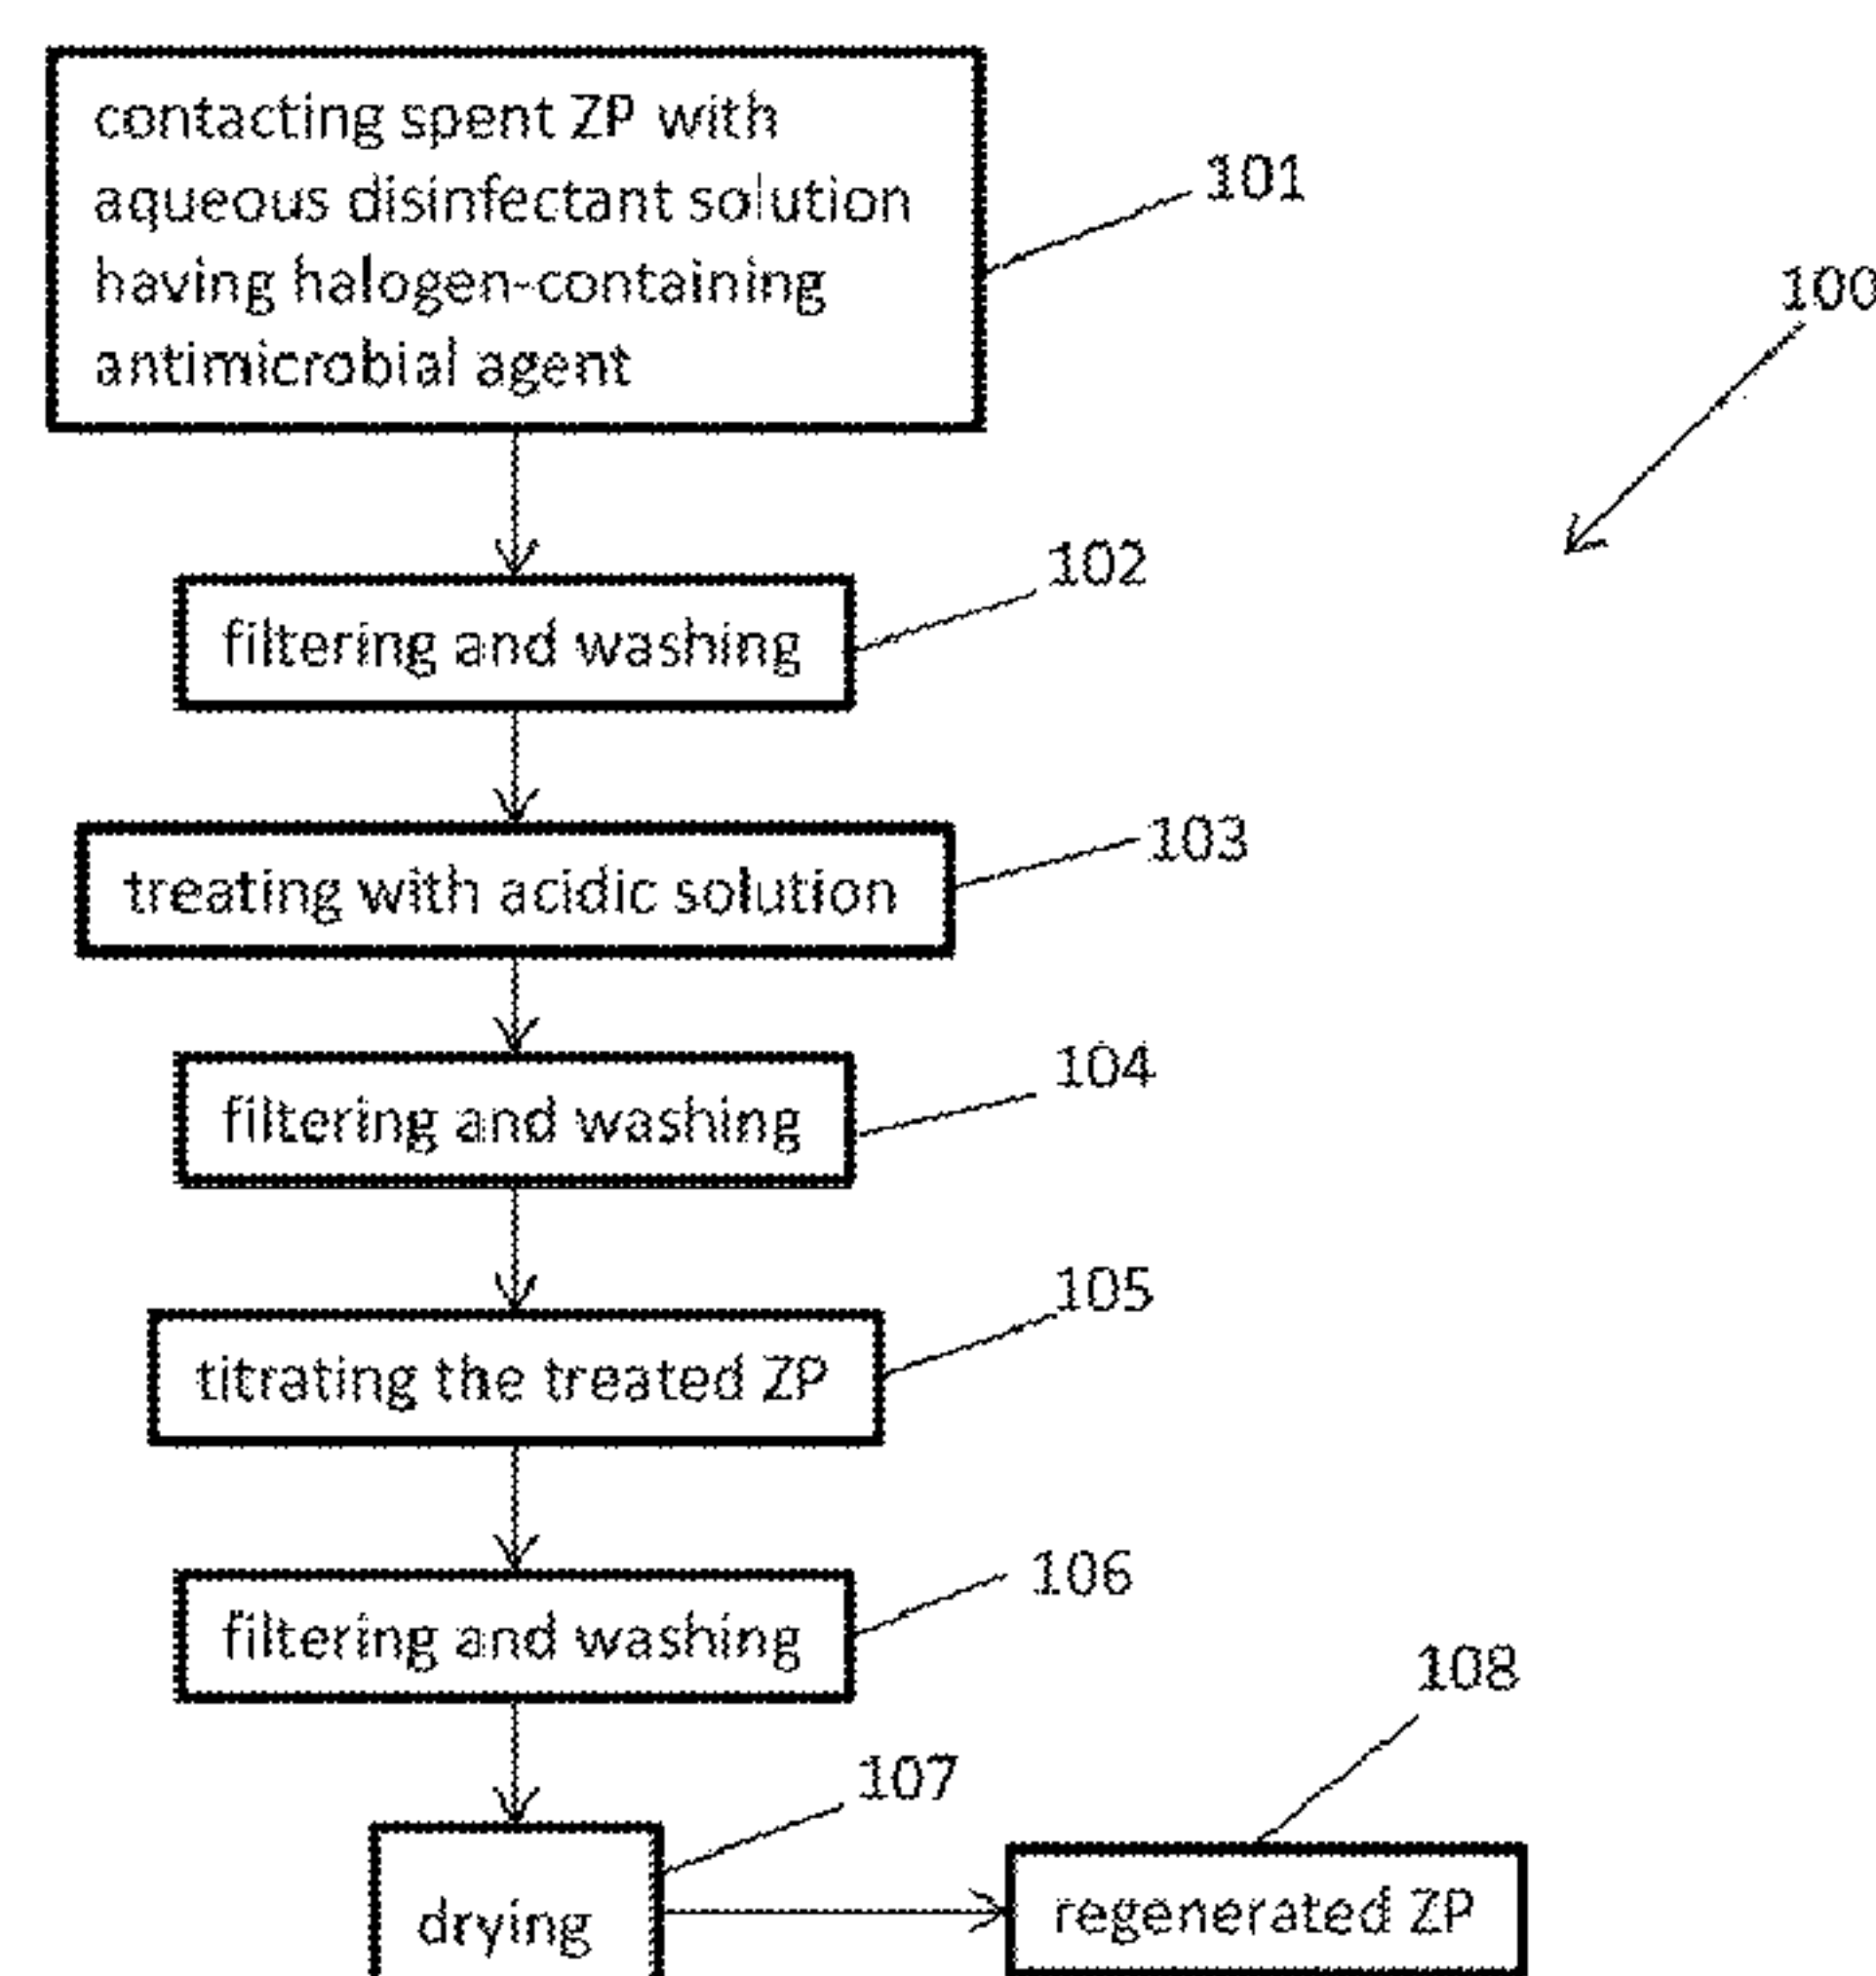 contacting spent ZP with
aqueous disinfectant solution
having halogen-containing
antimicrobial agent
101
100
102
filtering and washing
103
treating with acidic solution
104
filtering and washing
105
titrating the treated ZP
106
filtering and washing
108
107
drying
regenerated ZP